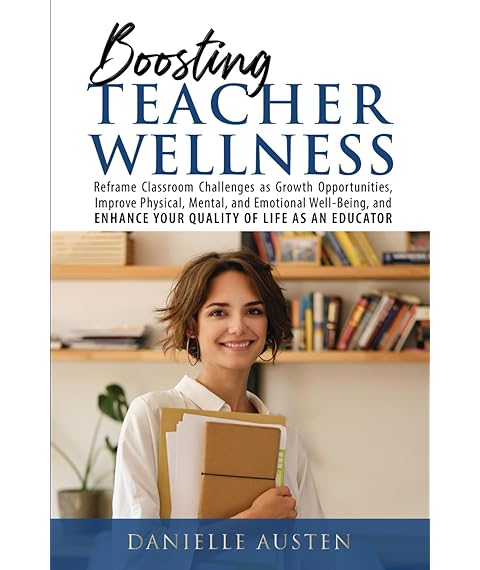 Boosting
TEACHER
WELLNESS
Reframe Classroom Challenges as Growth Opportunities,
Improve Physical, Mental, and Emotional Well-Being, and
ENHANCE YOUR QUALITY OF LIFE AS AN EDUCATOR
DANIELLE AUSTEN